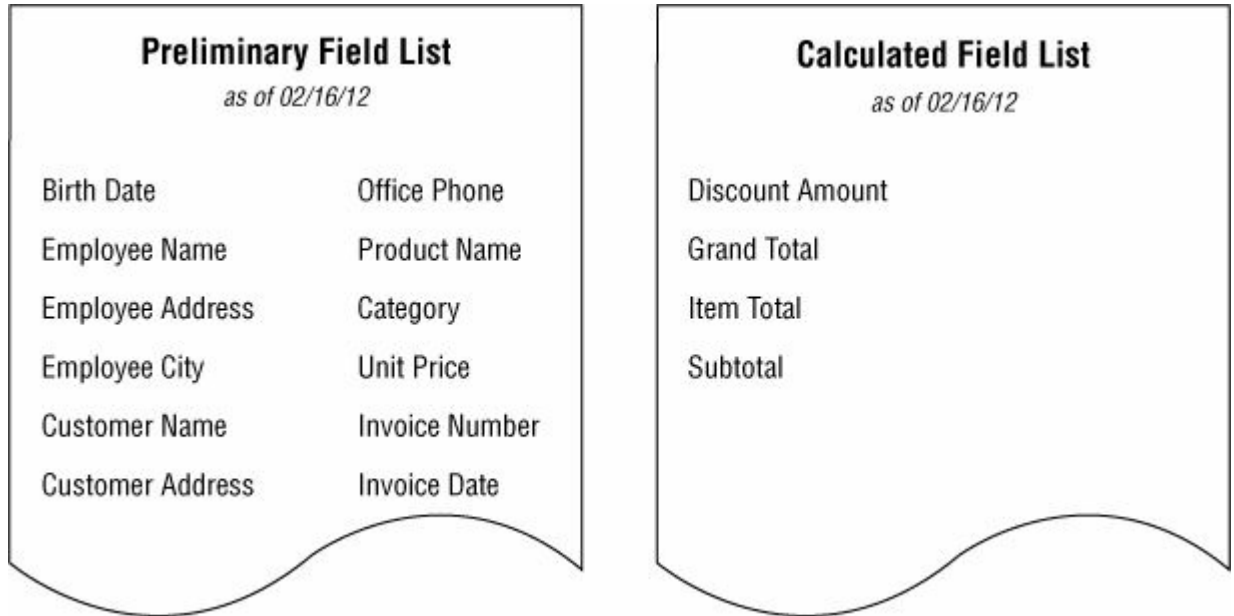 Preliminary Field List
as of 02/16/12
Birth Date
Employee Name
Employee Address
Employee City
Customer Name
Customer Address
Office Phone
Product Name
Category
Unit Price
Invoice Number
Invoice Date
Calculated Field List
as of 02/16/12
Discount Amount
Grand Total
Item Total
Subtotal